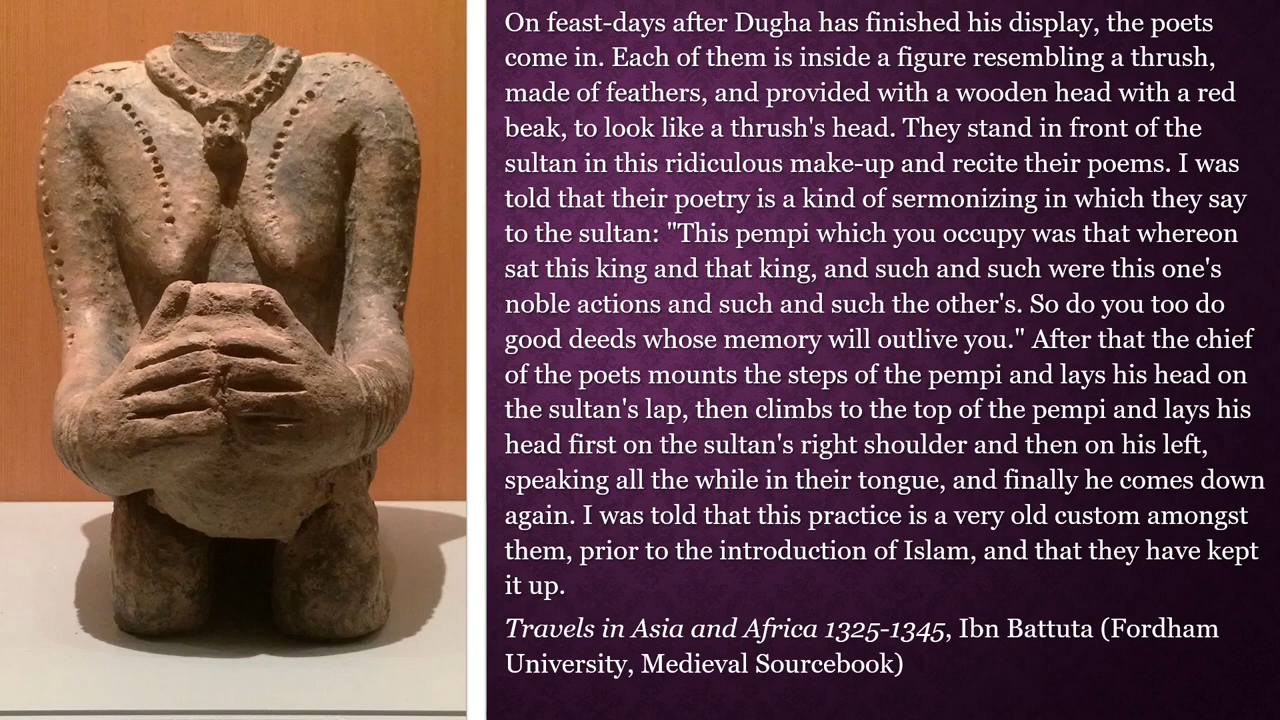 On feast-days after Dugha has finished his display, the poets
come in. Each of them is inside a figure resembling a thrush,
made of feathers, and provided with a wooden head with a red
beak, to look like a thrush's head. They stand in front of the
sultan in this ridiculous make-up and recite their poems. I was
told that their poetry is a kind of sermonizing in which they say
to the sultan: "This pempi which you occupy was that whereon
sat this king and that king, and such and such were this one's
noble actions and such and such the other's. So do you too do
good deeds whose memory will outlive you." After that the chief
of the poets mounts the steps of the pempi and lays his head on
the sultan's lap, then climbs to the top of the pempi and lays his
head first on the sultan's right shoulder and then on his left,
speaking all the while in their tongue, and finally he comes down
again. I was told that this practice is a very old custom amongst
them, prior to the introduction of Islam, and that they have kept
it up.
Travels in Asia and Africa 1325-1345, Ibn Battuta (Fordham
University, Medieval Sourcebook)